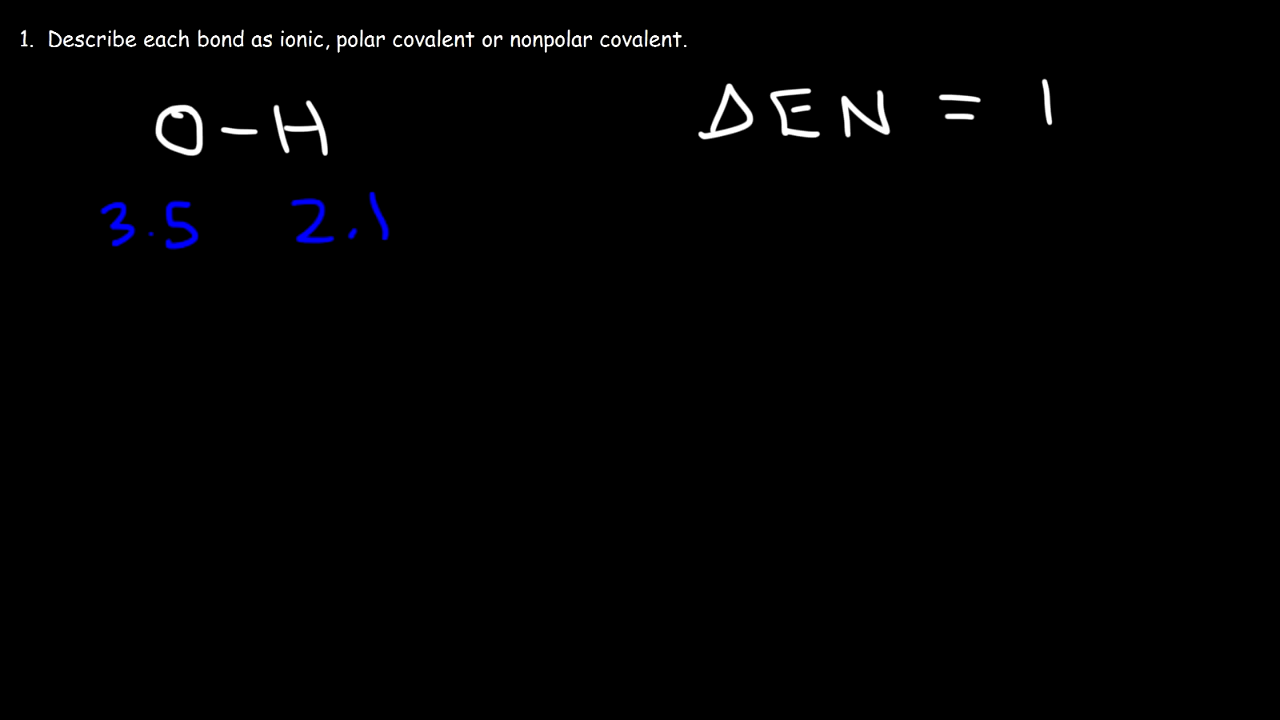 1. Describe each bond as ionic, polar covalent or nonpolar covalent.
O-H
ΔEN = 1
3.5 2.1